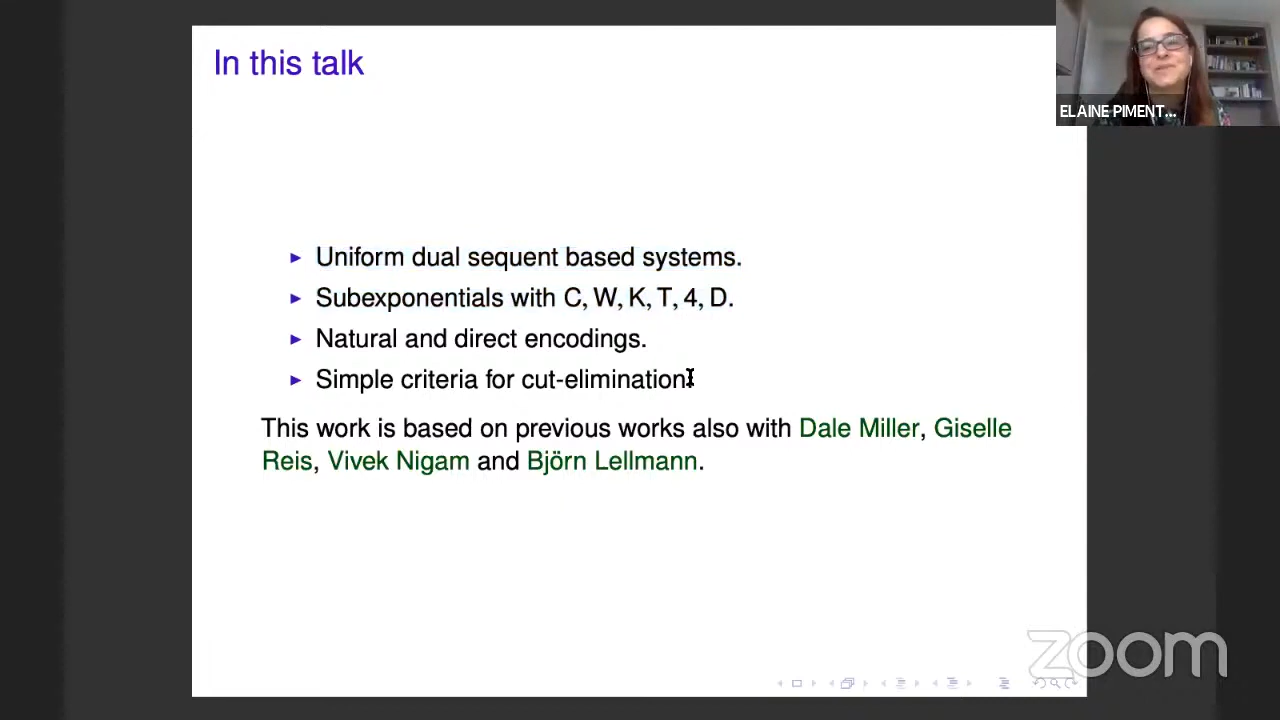 In this talk
ELAINE PIMENT...
► Uniform dual sequent based systems.
► Subexponentials with C, W, K, T, 4, D.
► Natural and direct encodings.
► Simple criteria for cut-elimination
This work is based on previous works also with Dale Miller, Giselle
Reis, Vivek Nigam and Björn Lellmann.
zoom